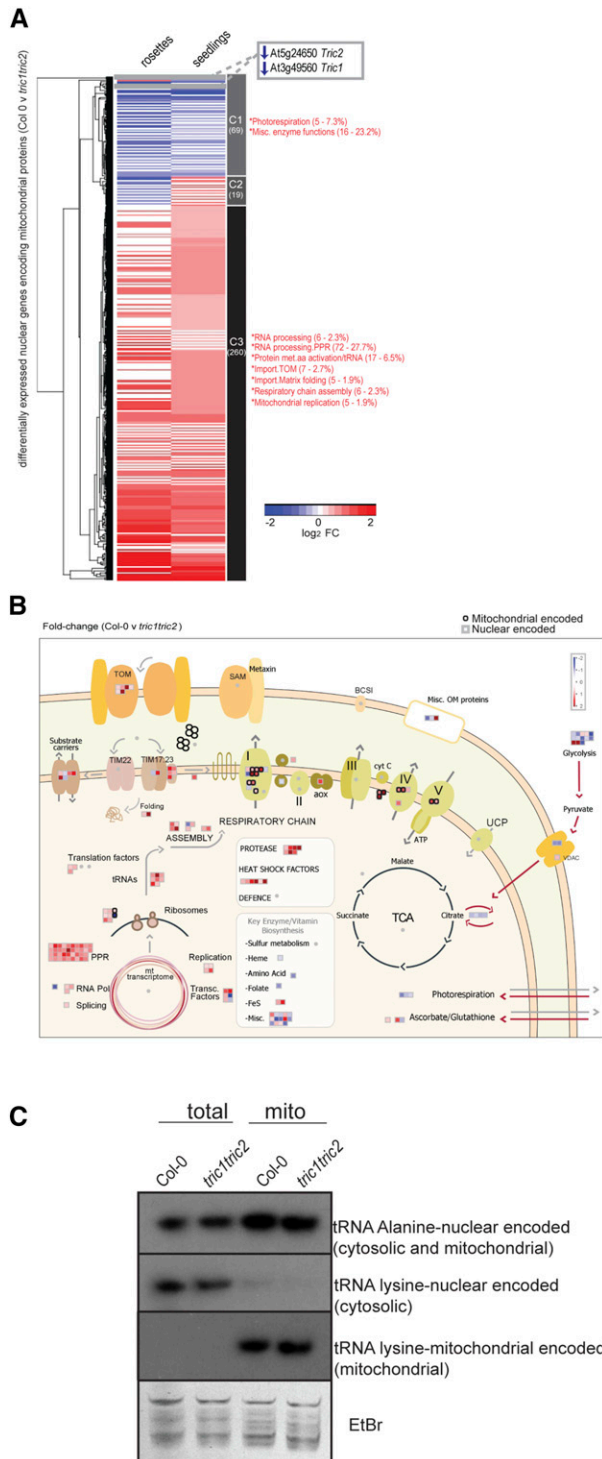 A
rosettes
seedlings
At5g24650 Tric2
At3g49560 Tric1
differentially expressed nuclear genes encoding mitochondrial proteins (Col 0 v tric1tric2)
C1
(69)
*Photorespiration (5 - 7.3%)
*Misc. enzyme functions (16 - 23.2%)
C2
(19)
C3
(260)
*RNA processing (6 - 2.3%)
*RNA processing.PPR (72 - 27.7%)
*Protein met.aa activation/tRNA (17 - 6.5%)
*Import.TOM (7 - 2.7%)
*Import.Matrix folding (5 - 1.9%)
*Respiratory chain assembly (6 - 2.3%)
*Mitochondrial replication (5 - 1.9%)
-2 0 2
log2 FC
B
Fold-change (Col-0 v tric1tric2)
Mitochondrial encoded
Nuclear encoded
TOM
SAM
Metaxin
BCSI
Misc. OM proteins
Glycolysis
Substrate
carriers
TIM22
TIM17:23
I
II
aox
III
cyt C
IV
V
ATP
UCP
Pyruvate
VDAC
Folding
ASSEMBLY
RESPIRATORY CHAIN
Translation factors
tRNAs
Ribosomes
PPR
RNA Pol
Splicing
mt
transcriptome
Replication
Transc.
Factors
PROTEASE
HEAT SHOCK FACTORS
DEFENCE
Key Enzyme/Vitamin
Biosynthesis
-Sulfur metabolism
-Heme
-Amino Acid
-Folate
-FeS
-Misc.
Malate
Succinate
TCA
Citrate
Photorespiration
Ascorbate/Glutathione
C
total
mito
Col-0
tric1tric2
Col-0
tric1tric2
tRNA Alanine-nuclear encoded
(cytosolic and mitochondrial)
tRNA lysine-nuclear encoded
(cytosolic)
tRNA lysine-mitochondrial encoded
(mitochondrial)
EtBr